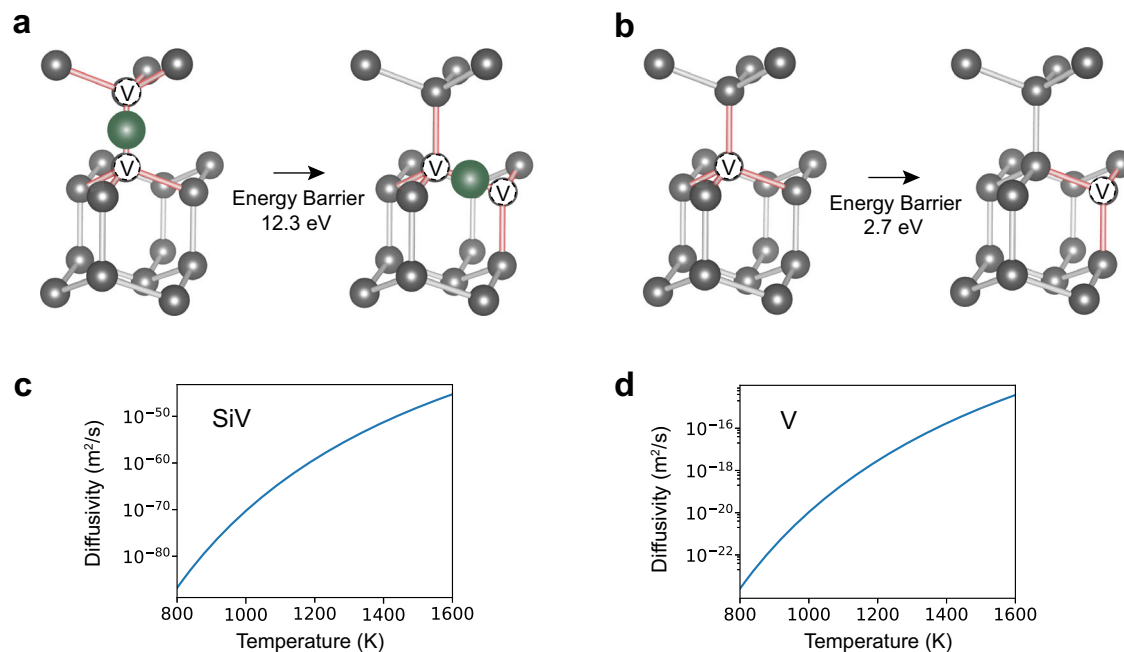 a
V
V
Energy Barrier
12.3 eV
V
V
b
V
Energy Barrier
2.7 eV
V
c
SiV
Diffusivity (m²/s)
10⁻⁵⁰
10⁻⁶⁰
10⁻⁷⁰
10⁻⁸⁰
800 1000 1200 1400 1600
Temperature (K)
d
V
Diffusivity (m²/s)
10⁻¹⁶
10⁻¹⁸
10⁻²⁰
10⁻²²
800 1000 1200 1400 1600
Temperature (K)